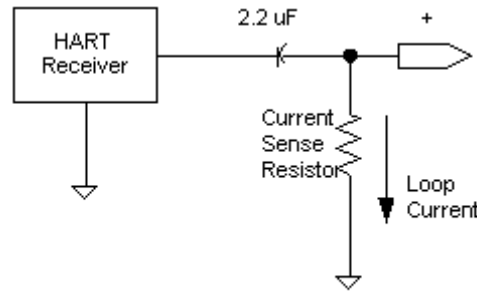 2.2 uF
+
HART
Receiver
Current
Sense
Resistor
Loop
Current